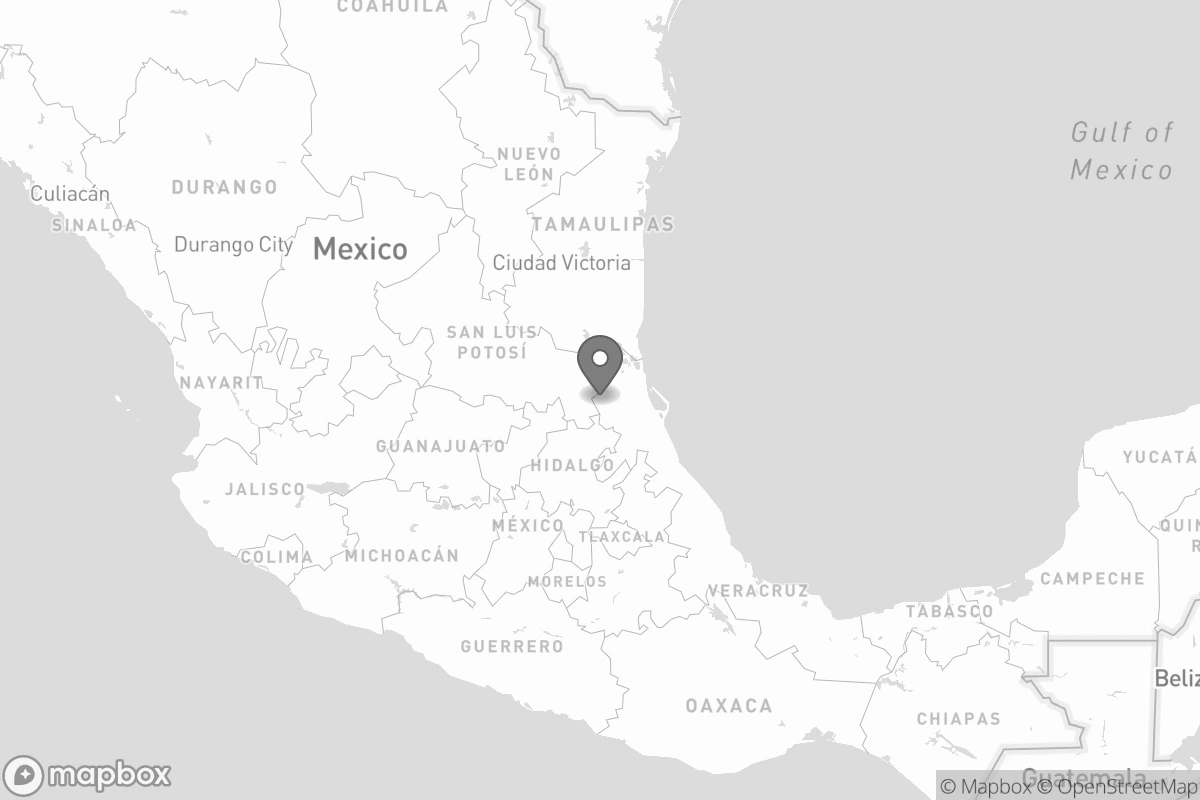 COAHUILA
Gulf of
Mexico
NUEVO
LEÓN
DURANGO
Culiacán
SINALOA
TAMAULIPAS
Durango City
Mexico
Ciudad Victoria
SAN LUIS
POTOSÍ
NAYARIT
GUANAJUATO
HIDALGO
YUCATÁ
JALISCO
MÉXICO
QUIN
R
TLAXCALA
COLIMA
MICHOACÁN
MORELOS
VERACRUZ
CAMPECHE
TABASCO
GUERRERO
Beliz
OAXACA
CHIAPAS
Guatemala
mapbox
© Mapbox © OpenStreetMap